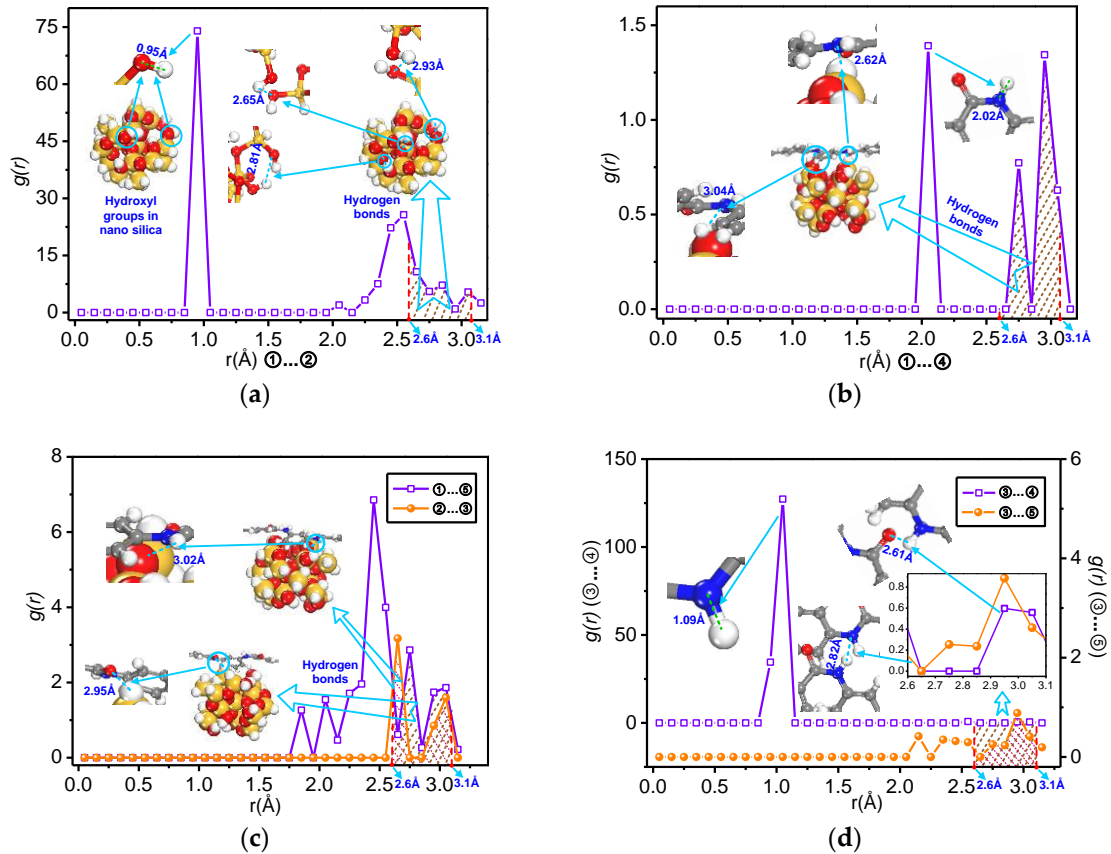 75
60
45
30
15
0
g(r)
0.95Å
Hydroxyl
groups in
nano silica
2.65Å
2.81Å
2.93Å
Hydrogen
bonds
2.6Å
3.1Å
0.0 0.5 1.0 1.5 2.0 2.5 3.0
r(Å) ①...②
(a)
1.5
1.0
0.5
0.0
g(r)
2.62Å
2.02Å
3.04Å
Hydrogen
bonds
2.6Å
3.1Å
0.0 0.5 1.0 1.5 2.0 2.5 3.0
r(Å) ①...④
(b)
8
6
4
2
0
g(r)
①...⑤
②...③
3.02Å
2.95Å
Hydrogen
bonds
2.6Å
3.1Å
0.0 0.5 1.0 1.5 2.0 2.5 3.0
r(Å)
(c)
150
100
50
0
g(r) (③...④)
6
4
2
0
g(r) (③...⑤)
③...④
③...⑤
1.09Å
2.61Å
2.82Å
0.8
0.6
0.4
0.2
0.0
2.6 2.7 2.8 2.9 3.0 3.1
2.6Å
3.1Å
0.0 0.5 1.0 1.5 2.0 2.5 3.0
r(Å)
(d)